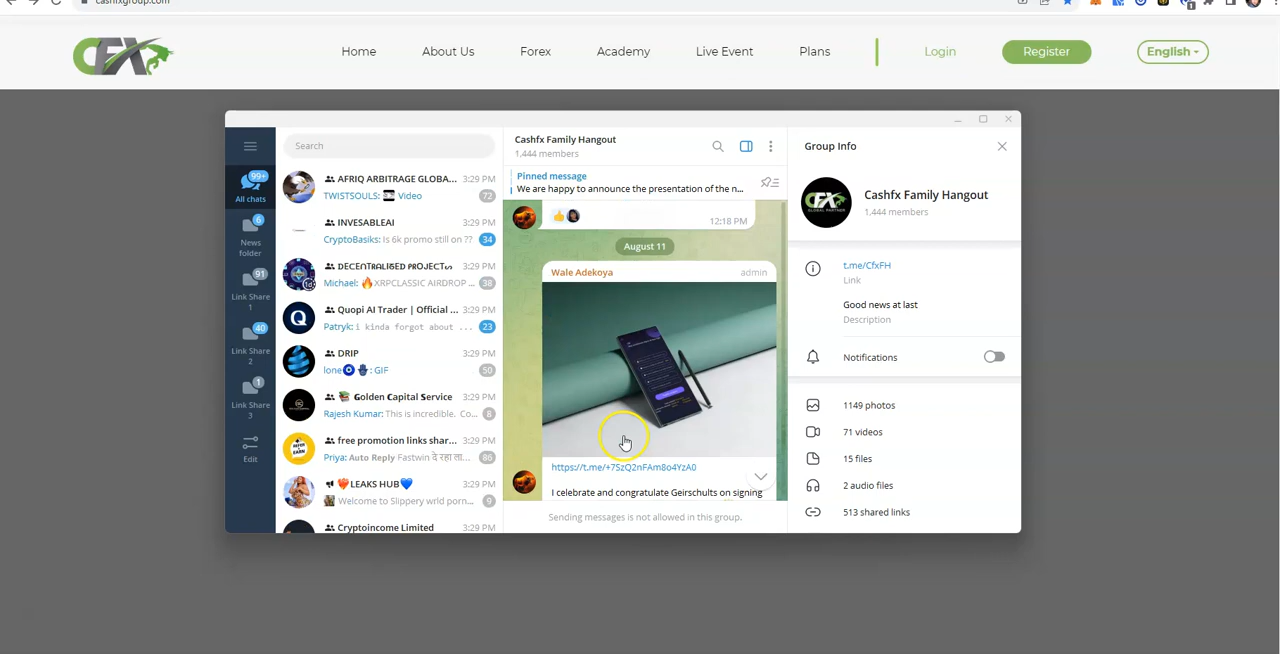 cashfxgroup.com
1
CFX
Home
About Us
Forex
Academy
Live Event
Plans
Login
Register
English
Search
99+
All chats
6
News
folder
91
Link Share
1
40
Link Share
2
1
Link Share
3
Edit
AFRIQ ARBITRAGE GLOBA... 3:29 PM
TWISTSOULS: Video 72
INVESABLEAI 3:29 PM
CryptoBasiks: Is 6k promo still on ?? 34
DECENTRALISED PROJECTs 3:29 PM
Michael: 🔥XRPCLASSIC AIRDROP ... 38
Quopi AI Trader | Official ... 3:29 PM
Patryk: i kinda forgot about ... 23
DRIP 3:29 PM
lone🧿🪬: GIF 50
Golden Capital Service 3:29 PM
Rajesh Kumar: This is incredible. Co... 8
free promotion links shar... 3:29 PM
Priya: Auto Reply Fastwin दे रहा ता... 86
❤️LEAKS HUB💙 3:29 PM
Welcome to Slippery wrld porn... 9
Cryptoincome Limited 3:29 PM
Cashfx Family Hangout
1,444 members
Pinned message
We are happy to announce the presentation of the n...
12:18 PM
August 11
Wale Adekoya admin
https://t.me/+7SzQ2nFAm8o4YzA0
I celebrate and congratulate Geirschults on signing
Sending messages is not allowed in this group.
Group Info
CFX
GLOBAL PARTNER
Cashfx Family Hangout
1,444 members
t.me/CfxFH
Link
Good news at last
Description
Notifications
1149 photos
71 videos
15 files
2 audio files
513 shared links